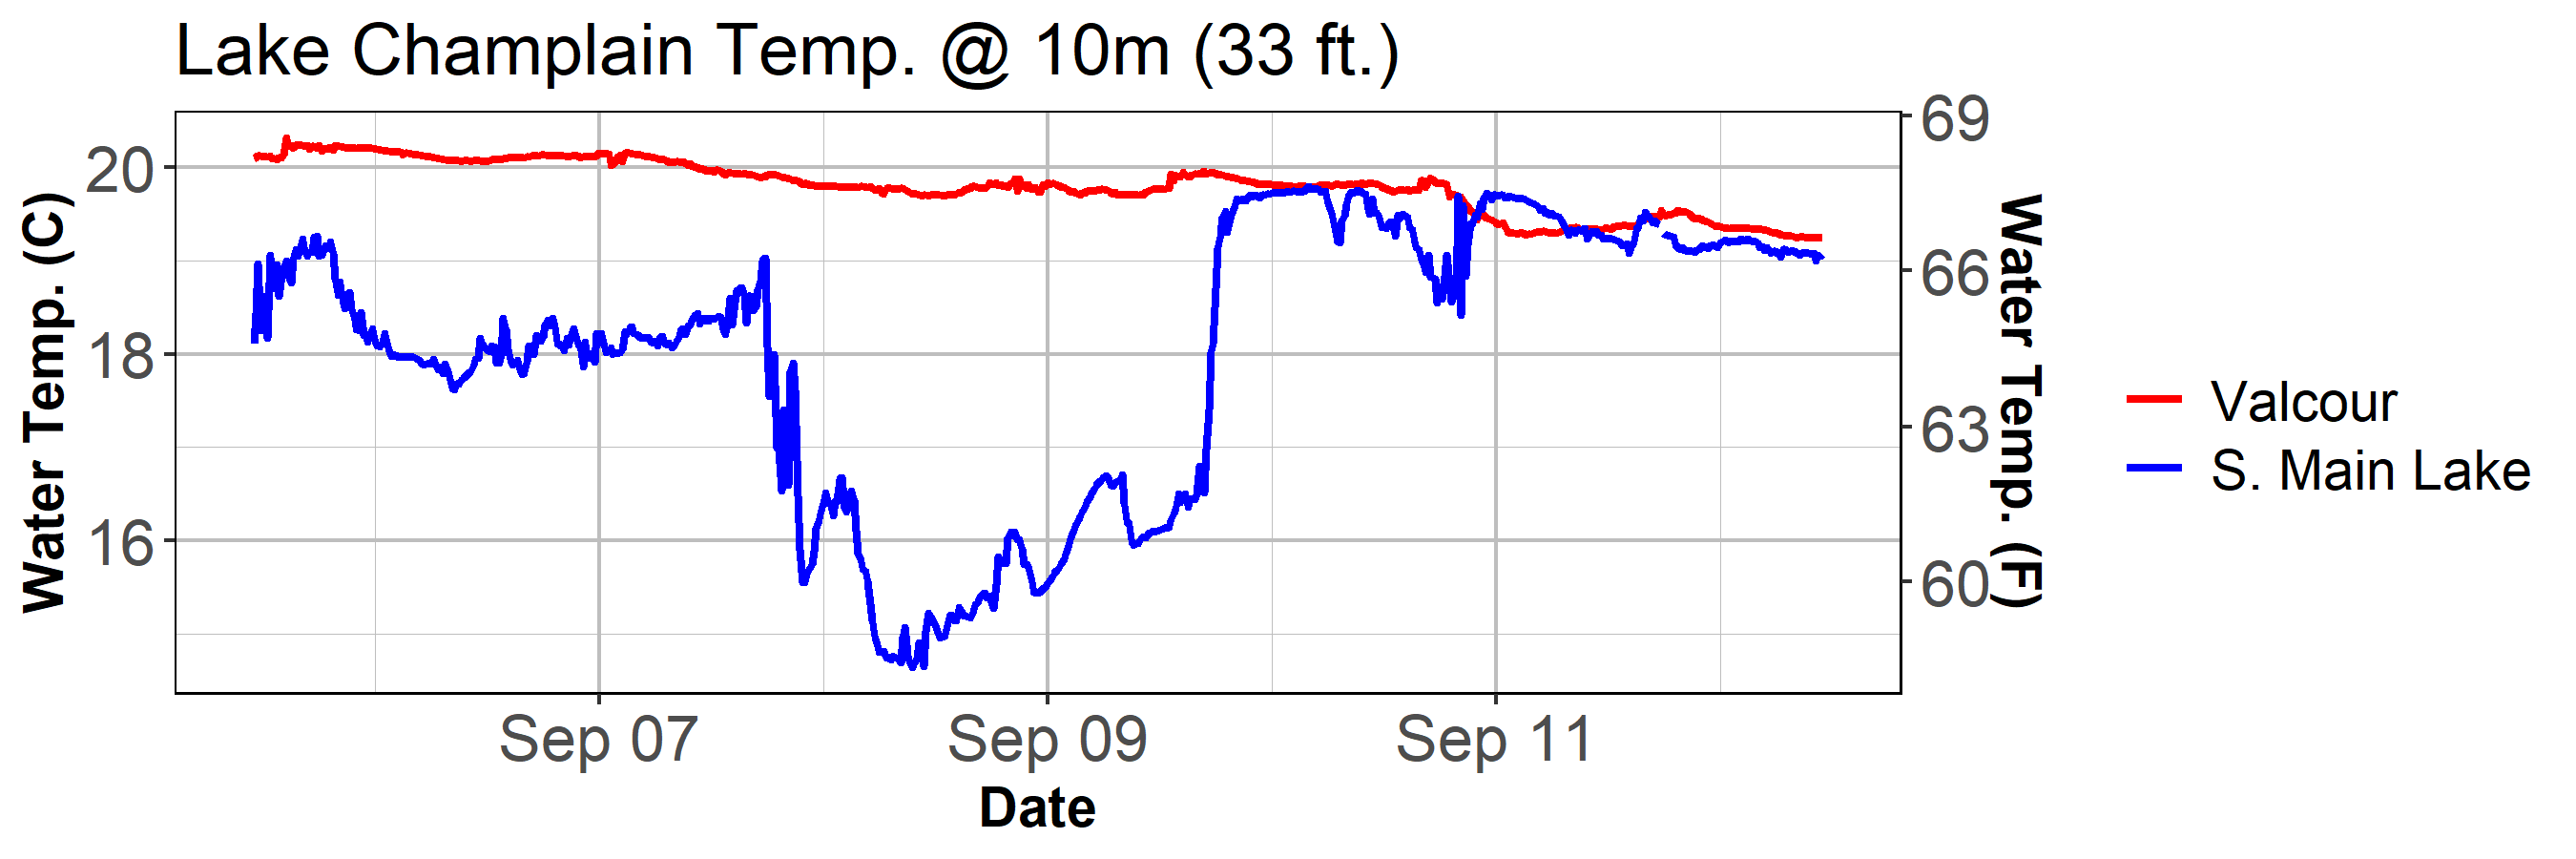 Lake Champlain Temp. @ 10m (33 ft.)
Water Temp. (C)
20
18
16
69
66
63
60
Water Temp. (F)
Sep 07
Sep 09
Sep 11
Date
Valcour
S. Main Lake